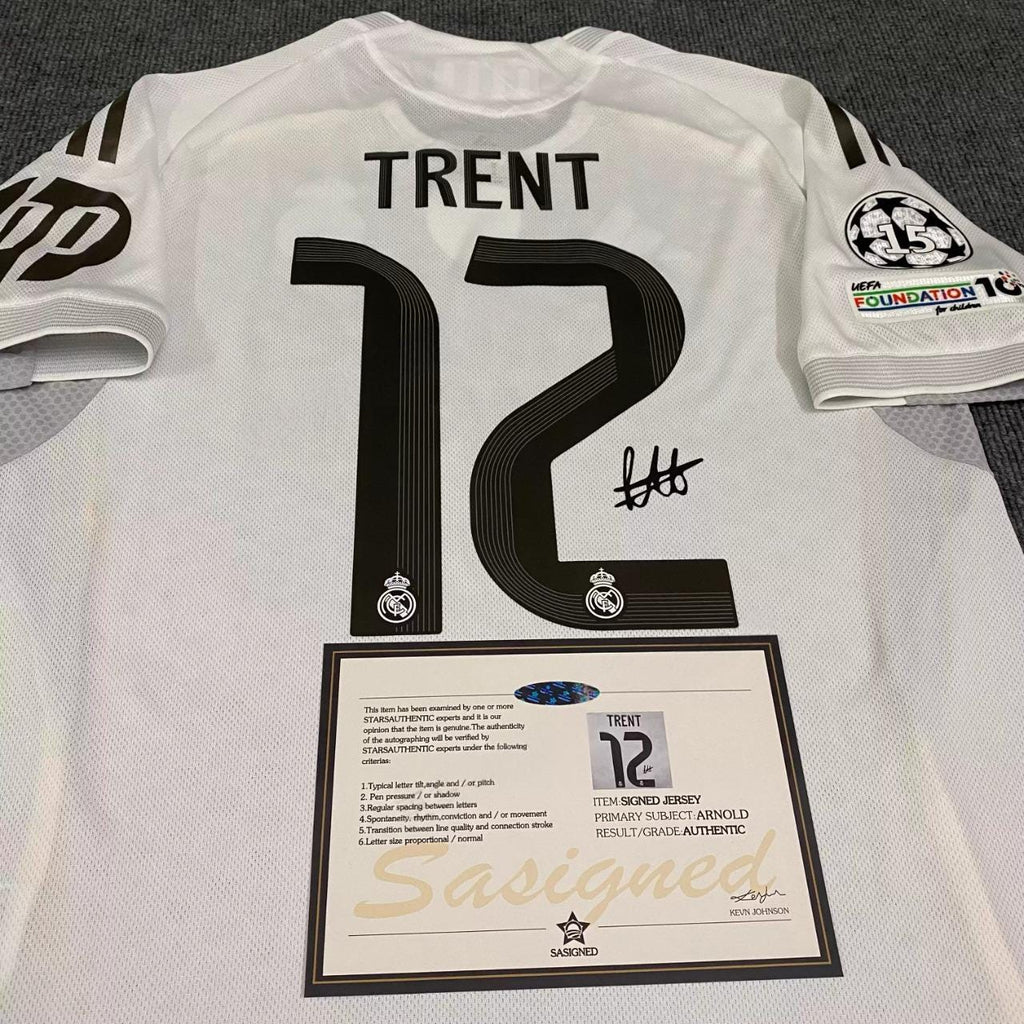 TRENT
hp
15
12
UEFA
FOUNDATION 10
for children
This item has been examined by one or more
STARSAUTHENTIC experts and it is our
opinion that the item is genuine.The authenticity
of the autographing will be verified by
STARSAUTHENTIC experts under the following
criterias:
1.Typical letter tilt,angle and / or pitch
2. Pen pressure / or shadow
3.Regular spacing between letters
4.Spontaneity, rhythm,conviction and / or movement
5.Transition between line quality and connection stroke
6.Letter size proportional / normal
TRENT
12
ITEM:SIGNED JERSEY
PRIMARY SUBJECT:ARNOLD
RESULT/GRADE:AUTHENTIC
Sasigned
KEVN JOHNSON
SASIGNED